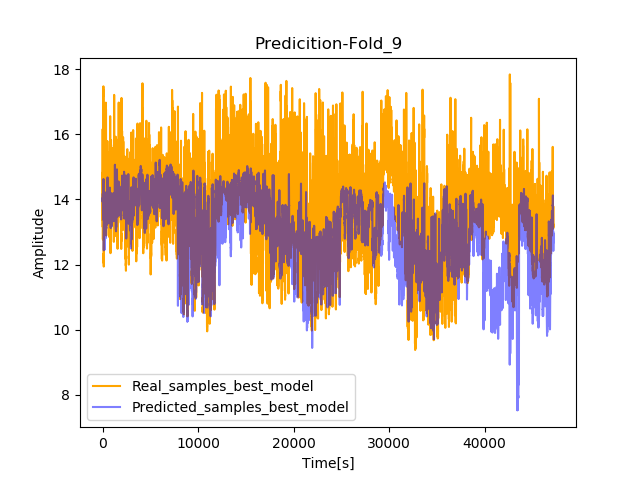 Predicition-Fold_9
18
16
14
12
10
8
Amplitude
Real_samples_best_model
Predicted_samples_best_model
0
10000
20000
30000
40000
Time[s]